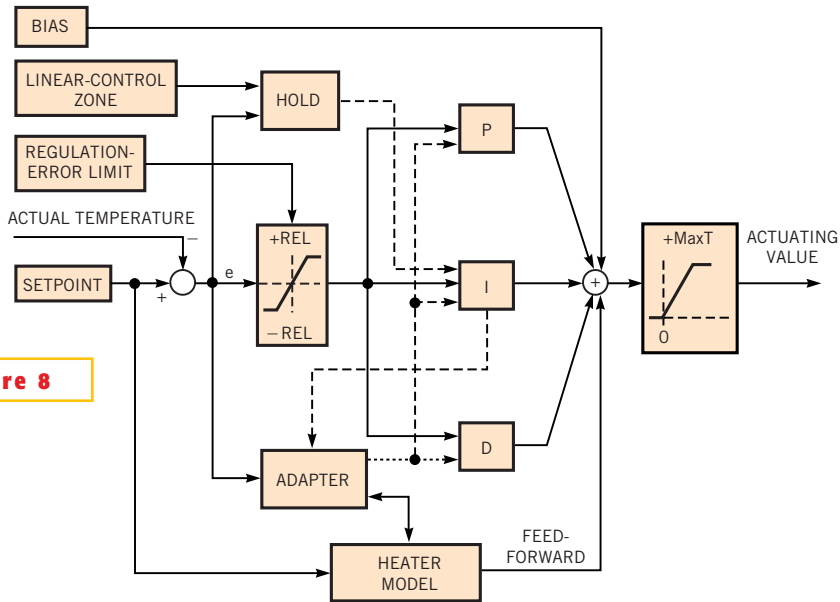 BIAS
LINEAR-CONTROL
ZONE
HOLD
REGULATION-
ERROR LIMIT
P
ACTUAL TEMPERATURE
−
+REL
+MaxT
ACTUATING
VALUE
SETPOINT
+
e
I
+
− REL
0
re 8
D
ADAPTER
FEED-
FORWARD
HEATER
MODEL